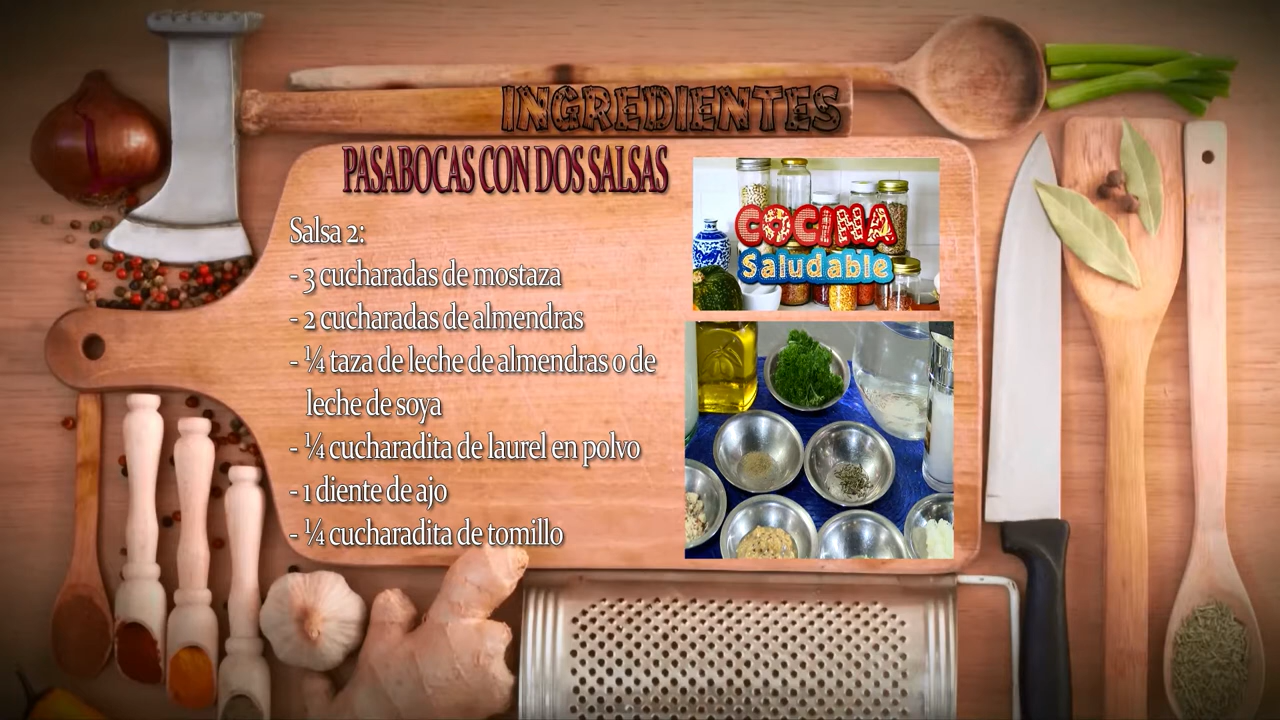 INGREDIENTES
PASABOCAS CON DOS SALSAS
Salsa 2:
- 3 cucharadas de mostaza
- 2 cucharadas de almendras
- ¼ taza de leche de almendras o de
leche de soya
- ¼ cucharadita de laurel en polvo
- 1 diente de ajo
- ¼ cucharadita de tomillo
COCINA
Saludable